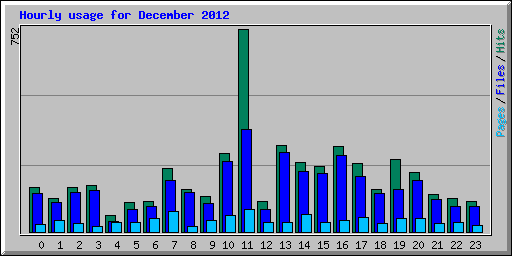 Hourly usage for December 2012
752
Pages/Files/Hits
0 1 2 3 4 5 6 7 8 9 10 11 12 13 14 15 16 17 18 19 20 21 22 23